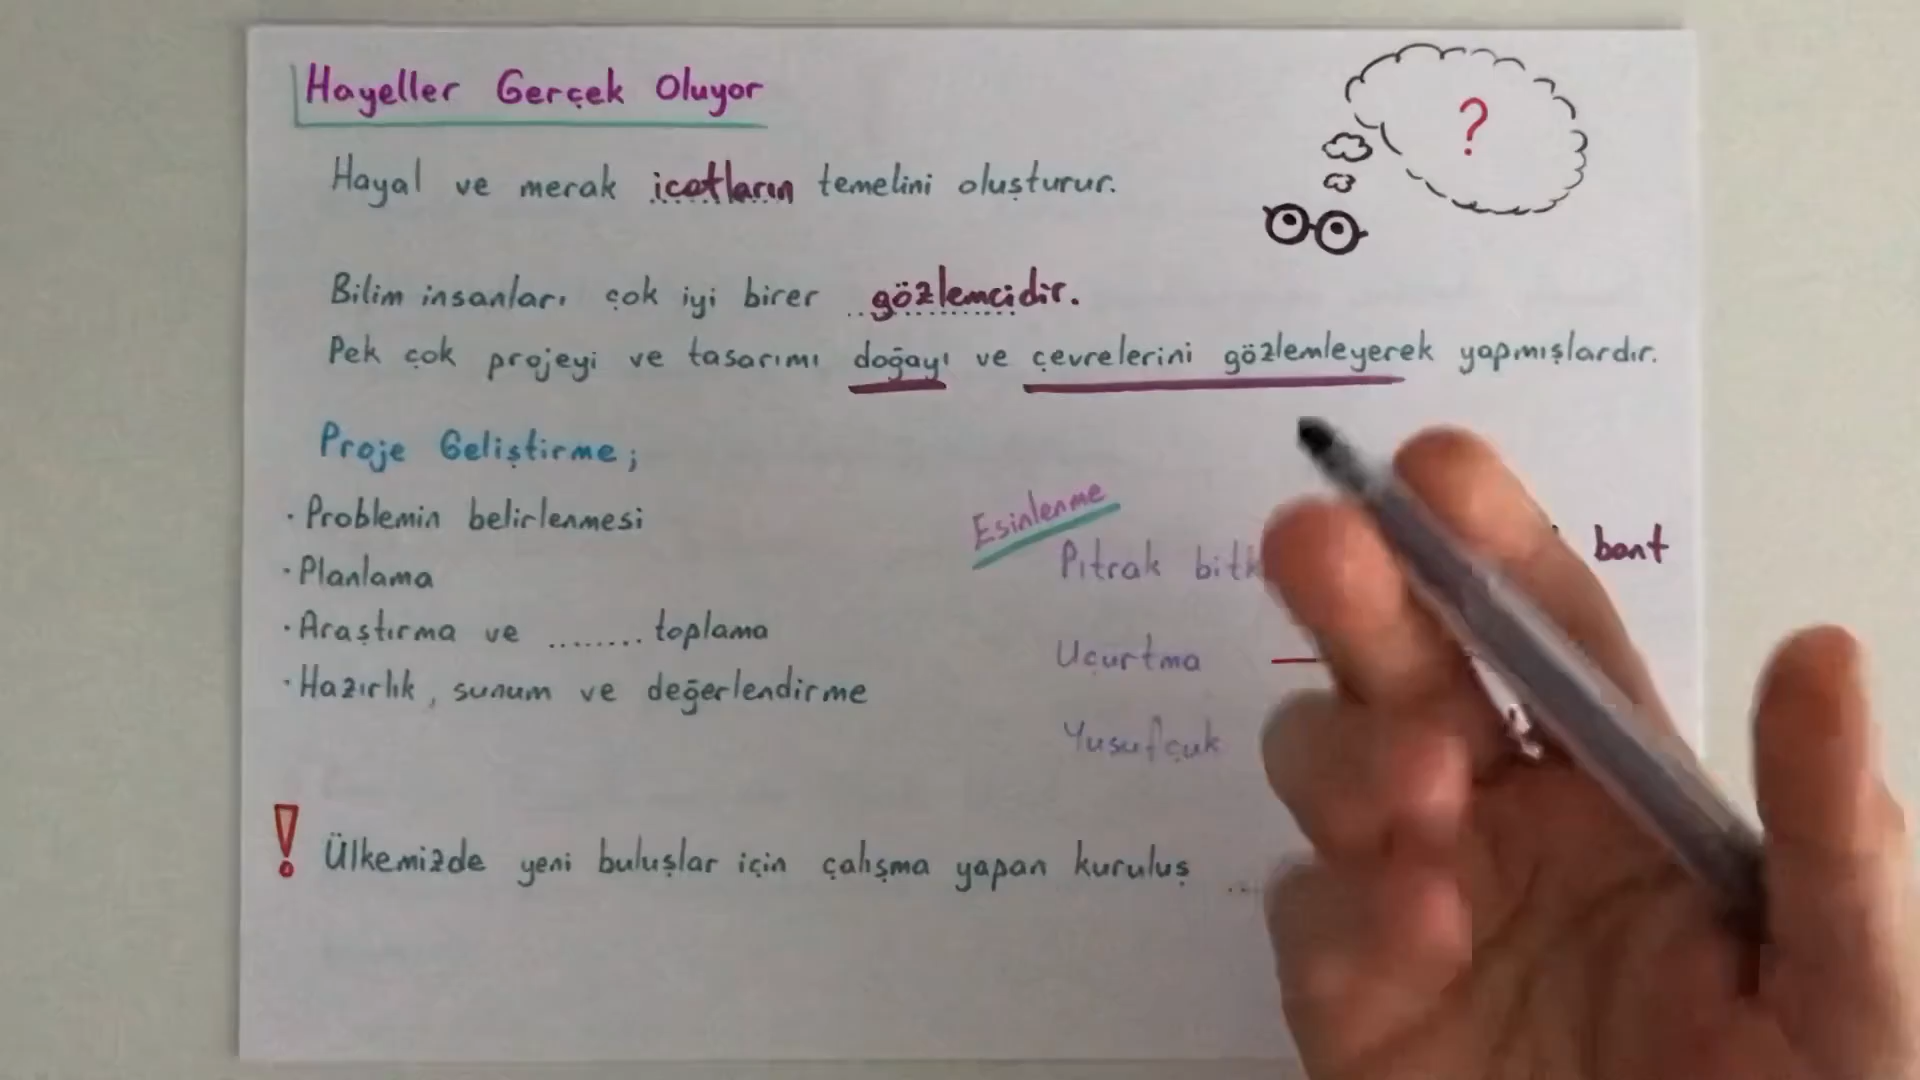 Hayeller Gerçek Oluyor
?
Hayal ve merak icatların temelini oluşturur.
Bilim insanları çok iyi birer gözlemcidir.
Pek çok projeyi ve tasarımı doğayı ve çevrelerini gözlemleyerek yapmışlardır.
Proje Geliştirme;
· Problemin belirlenmesi
· Planlama
· Araştırma ve ........ toplama
· Hazırlık, sunum ve değerlendirme
Esinlenme
Pıtrak bant
Uçurtma
Yusufçuk
! Ülkemizde yeni buluşlar için çalışma yapan kuruluş ..